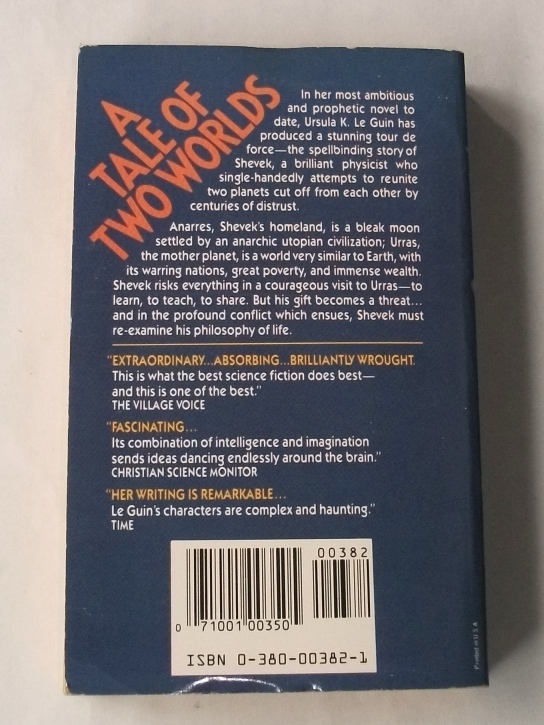 A
TALE OF
TWO WORLDS
In her most ambitious
and prophetic novel to
date, Ursula K. Le Guin has
produced a stunning tour de
force—the spellbinding story of
Shevek, a brilliant physicist who
single-handedly attempts to reunite
two planets cut off from each other by
centuries of distrust.
Anarres, Shevek's homeland, is a bleak moon
settled by an anarchic utopian civilization; Urras,
the mother planet, is a world very similar to Earth, with
its warring nations, great poverty, and immense wealth.
Shevek risks everything in a courageous visit to Urras—to
learn, to teach, to share. But his gift becomes a threat...
and in the profound conflict which ensues, Shevek must
re-examine his philosophy of life.
"EXTRAORDINARY...ABSORBING...BRILLIANTLY WROUGHT.
This is what the best science fiction does best—
and this is one of the best."
THE VILLAGE VOICE
"FASCINATING...
Its combination of intelligence and imagination
sends ideas dancing endlessly around the brain."
CHRISTIAN SCIENCE MONITOR
"HER WRITING IS REMARKABLE...
Le Guin's characters are complex and haunting."
TIME
00382
0 71001 00350
ISBN 0-380-00382-1
Printed in U.S.A.